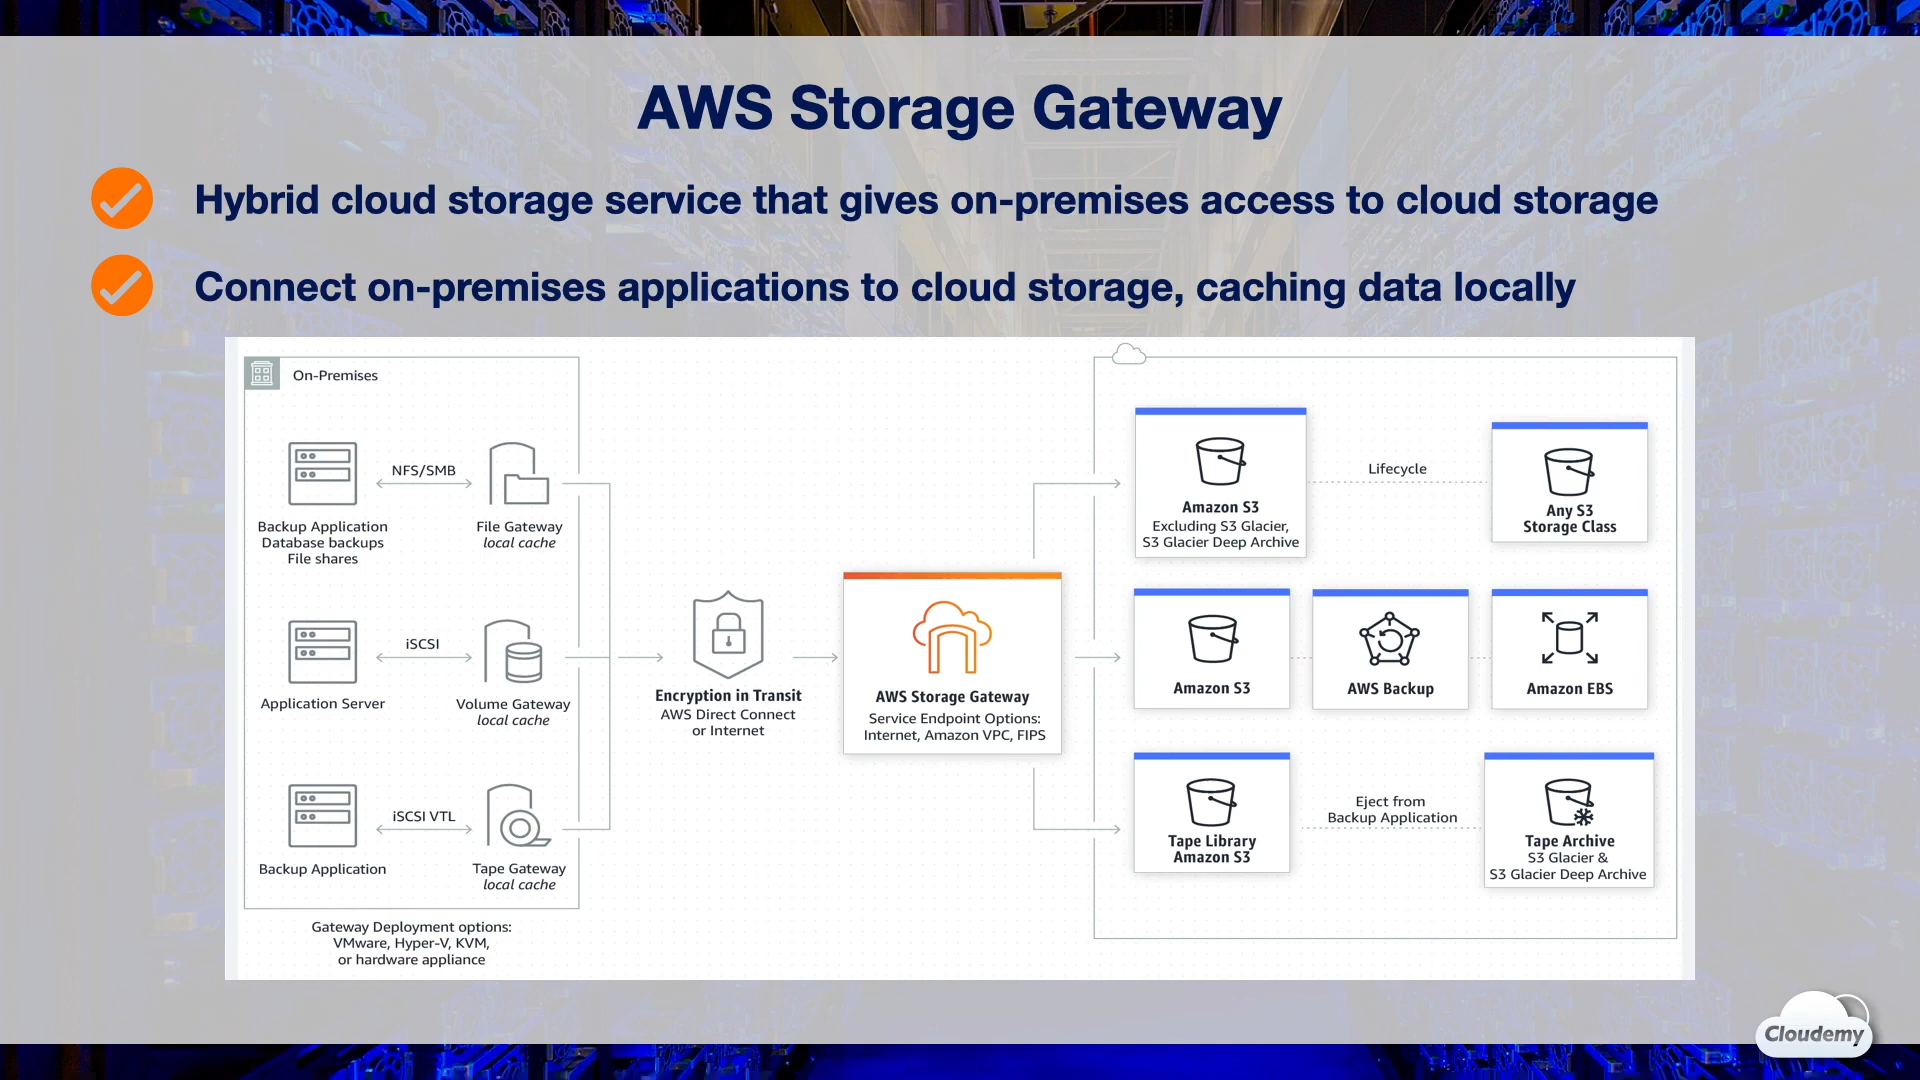 AWS Storage Gateway
Hybrid cloud storage service that gives on-premises access to cloud storage
Connect on-premises applications to cloud storage, caching data locally
On-Premises
NFS/SMB
Backup Application
Database backups
File shares
File Gateway
local cache
iSCSI
Application Server
Volume Gateway
local cache
iSCSI VTL
Backup Application
Tape Gateway
local cache
Gateway Deployment options:
VMware, Hyper-V, KVM,
or hardware appliance
Encryption in Transit
AWS Direct Connect
or Internet
AWS Storage Gateway
Service Endpoint Options:
Internet, Amazon VPC, FIPS
Amazon S3
Excluding S3 Glacier,
S3 Glacier Deep Archive
Lifecycle
Any S3
Storage Class
Amazon S3
AWS Backup
Amazon EBS
Tape Library
Amazon S3
Eject from
Backup Application
Tape Archive
S3 Glacier &
S3 Glacier Deep Archive
Cloudemy